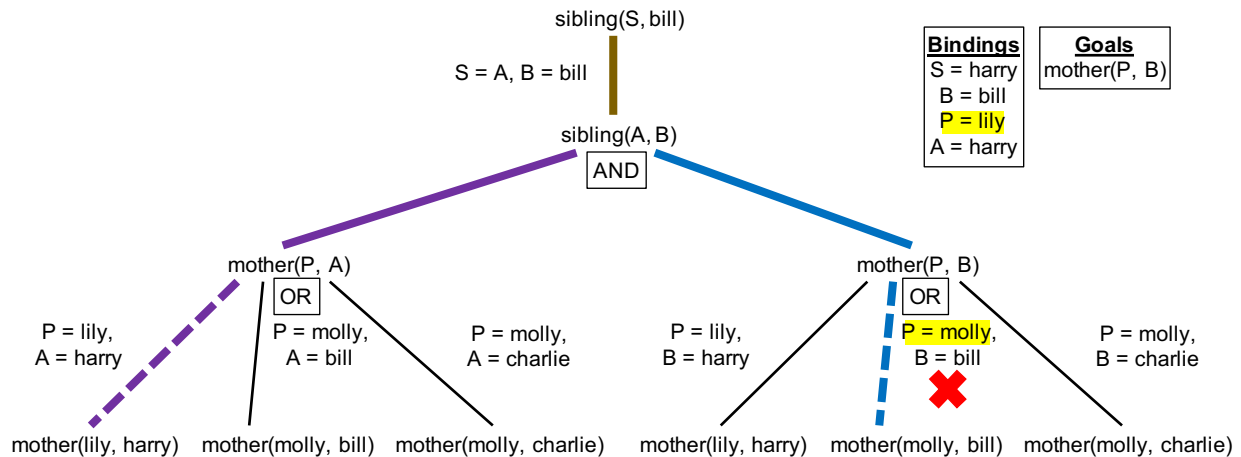 sibling(S, bill)
S = A, B = bill
Bindings
S = harry
B = bill
P = lily
A = harry
Goals
mother(P, B)
sibling(A, B)
AND
mother(P, A)
OR
P = lily,
A = harry
P = molly,
A = bill
P = molly,
A = charlie
mother(lily, harry)
mother(molly, bill)
mother(molly, charlie)
mother(P, B)
OR
P = lily,
B = harry
P = molly,
B = bill
P = molly,
B = charlie
mother(lily, harry)
mother(molly, bill)
mother(molly, charlie)